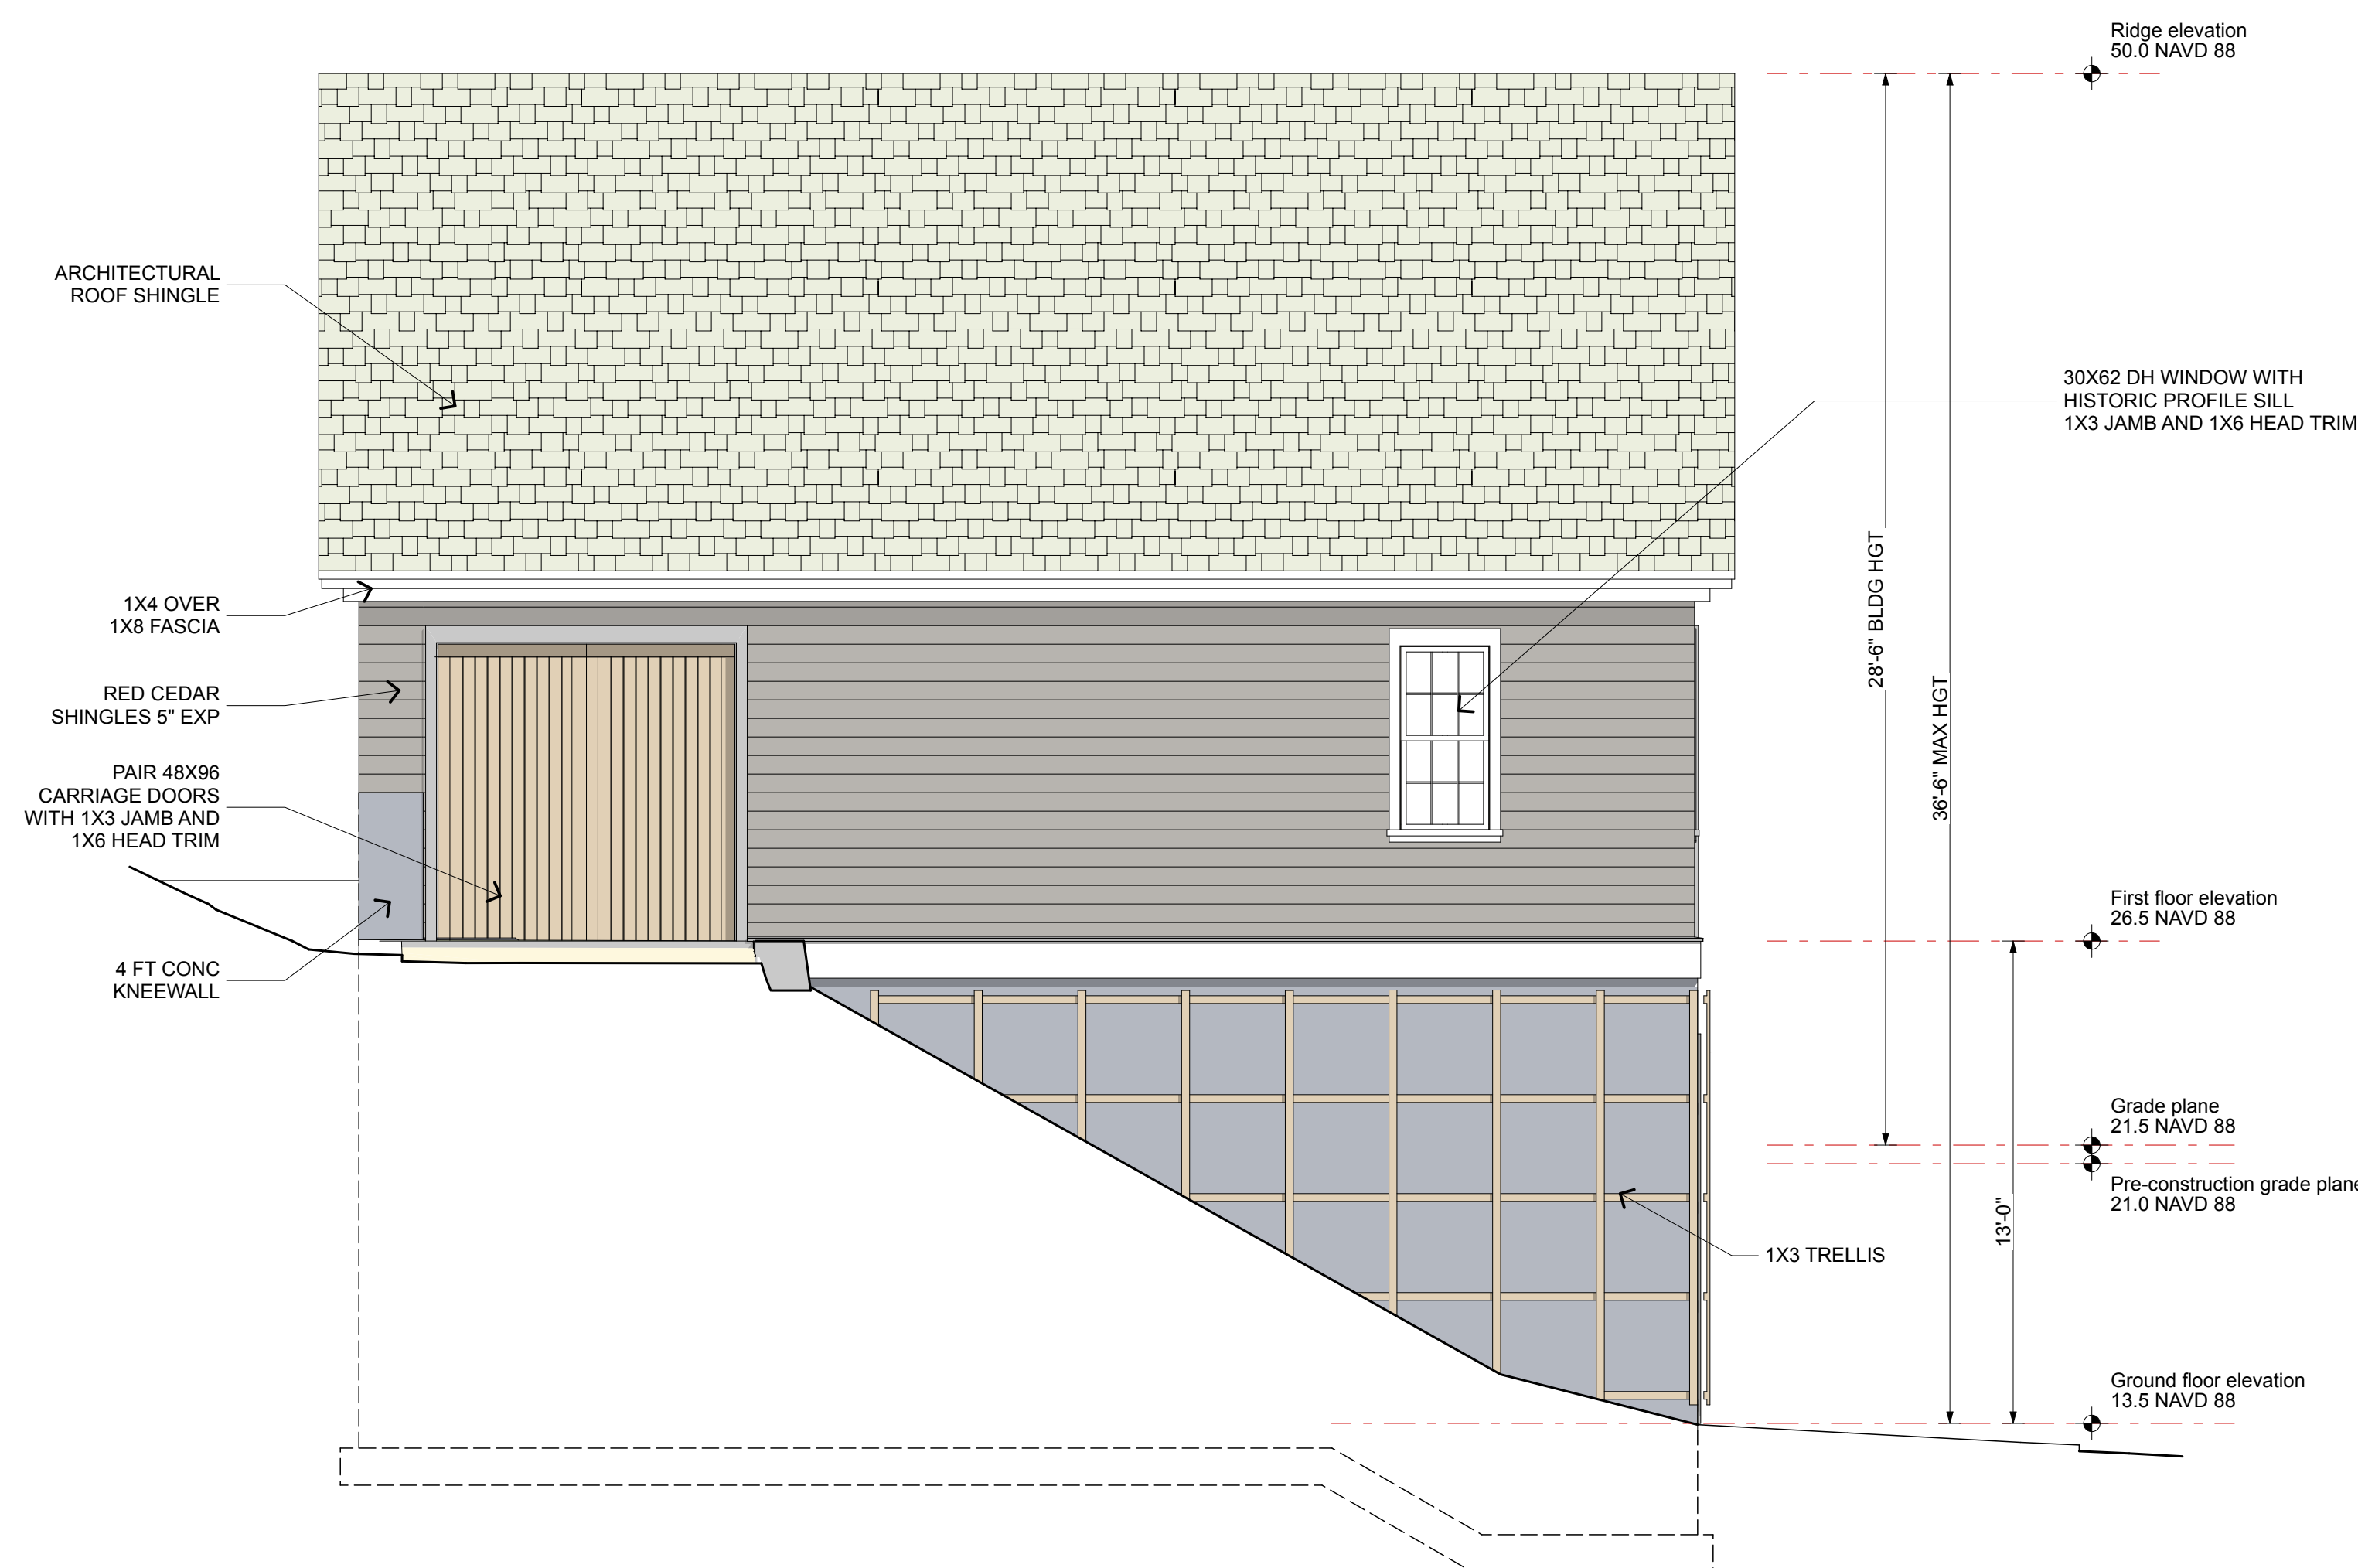 Ridge elevation
50.0 NAVD 88
ARCHITECTURAL
ROOF SHINGLE
30X62 DH WINDOW WITH
HISTORIC PROFILE SILL
1X3 JAMB AND 1X6 HEAD TRIM
28'-6" BLDG HGT
36'-6" MAX HGT
1X4 OVER
1X8 FASCIA
RED CEDAR
SHINGLES 5" EXP
PAIR 48X96
CARRIAGE DOORS
WITH 1X3 JAMB AND
1X6 HEAD TRIM
First floor elevation
26.5 NAVD 88
4 FT CONC
KNEEWALL
Grade plane
21.5 NAVD 88
Pre-construction grade plane
21.0 NAVD 88
13'-0"
1X3 TRELLIS
Ground floor elevation
13.5 NAVD 88